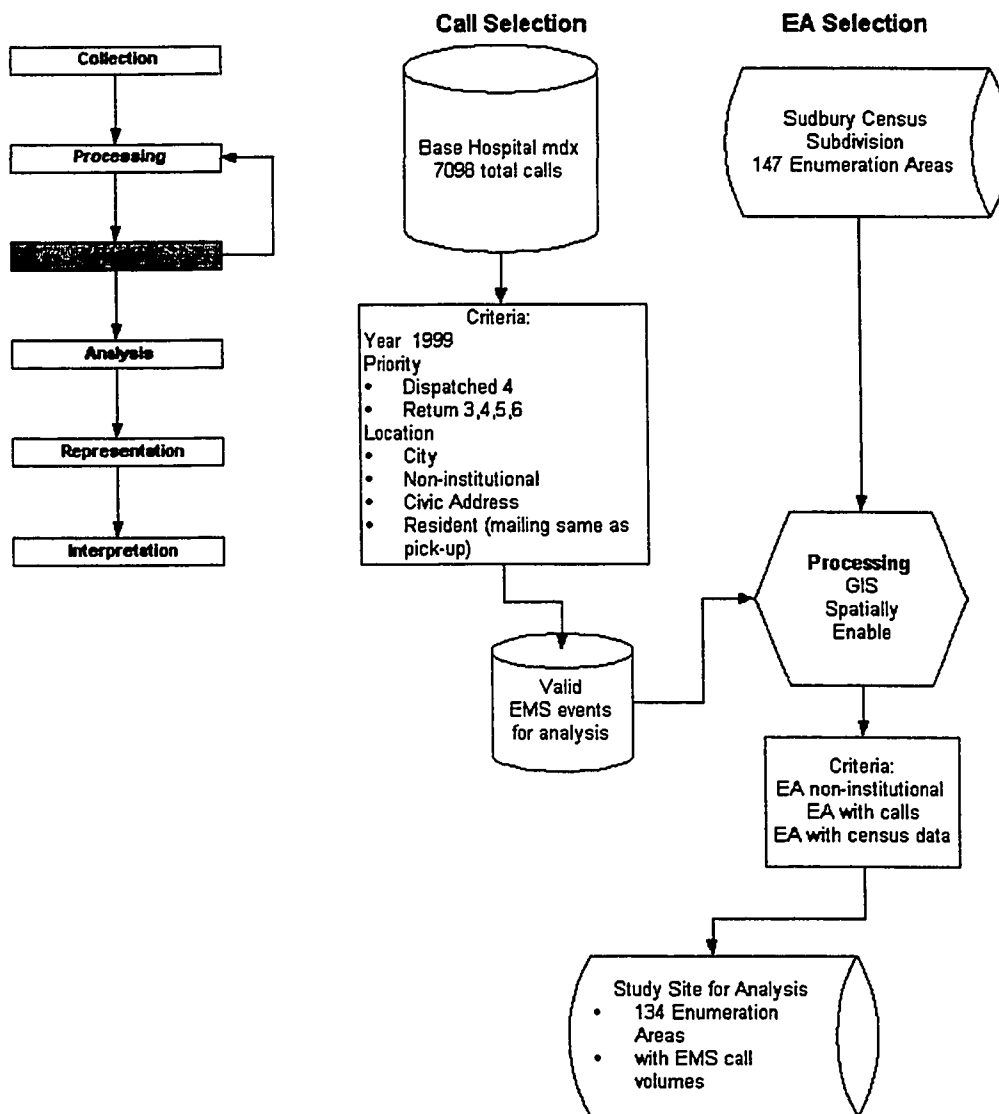 Collection
Processing
Analysis
Representation
Interpretation
Call Selection
Base Hospital mdx
7098 total calls
Criteria:
Year 1999
Priority
• Dispatched 4
• Return 3,4,5,6
Location
• City
• Non-institutional
• Civic Address
• Resident (mailing same as
pick-up)
Valid
EMS events
for analysis
EA Selection
Sudbury Census
Subdivision
147 Enumeration Areas
Processing
GIS
Spatially
Enable
Criteria:
EA non-institutional
EA with calls
EA with census data
Study Site for Analysis
• 134 Enumeration
Areas
• with EMS call
volumes